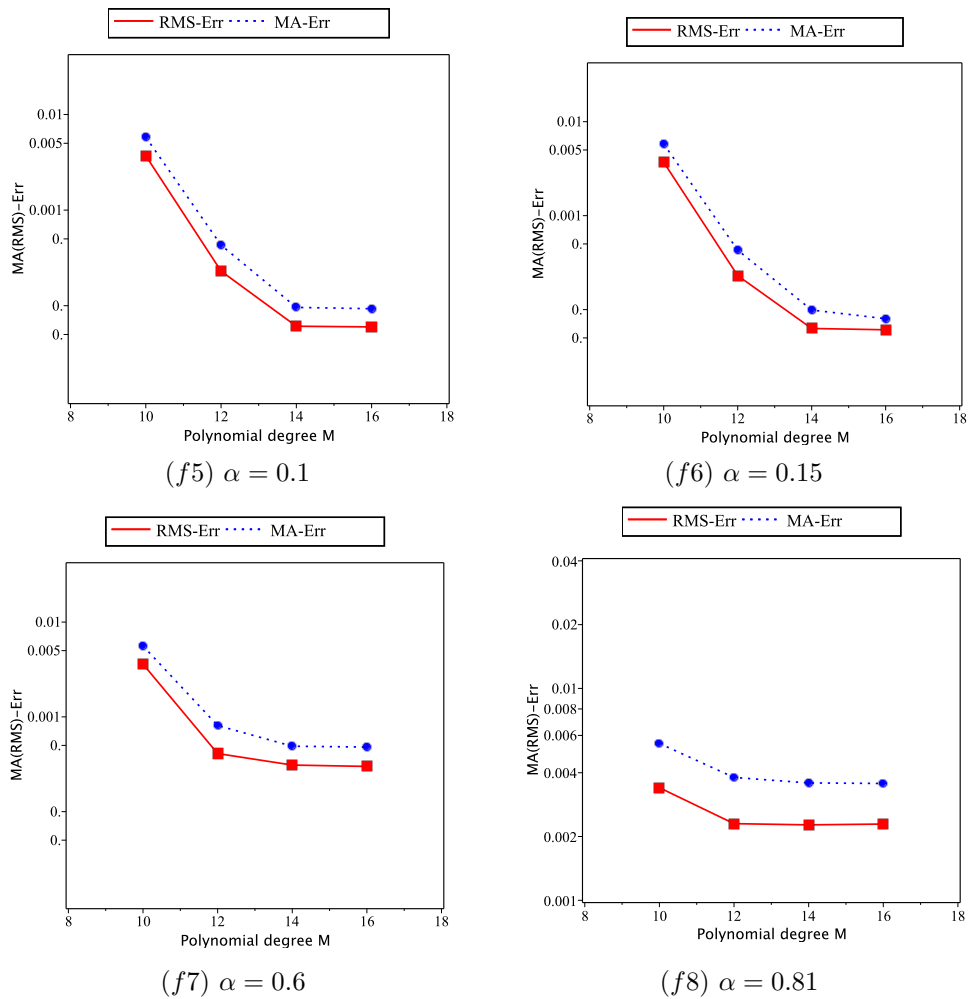 RMS-Err MA-Err
0.01
0.005
0.001
0.
0.
0.
MA(RMS)-Err
8 10 12 14 16 18
Polynomial degree M
(f5) α = 0.1
RMS-Err MA-Err
0.01
0.005
0.001
0.
0.
0.
MA(RMS)-Err
8 10 12 14 16 18
Polynomial degree M
(f6) α = 0.15
RMS-Err MA-Err
0.01
0.005
0.001
0.
0.
0.
MA(RMS)-Err
8 10 12 14 16 18
Polynomial degree M
(f7) α = 0.6
RMS-Err MA-Err
0.04
0.02
0.01
0.008
0.006
0.004
0.002
0.001
MA(RMS)-Err
8 10 12 14 16 18
Polynomial degree M
(f8) α = 0.81